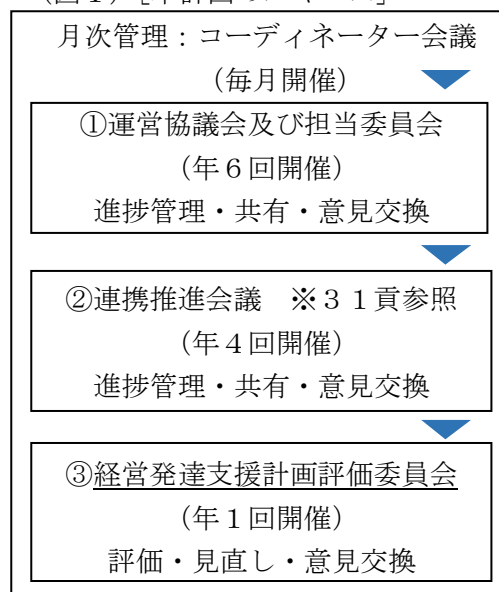 月次管理:コーディネーター会議
(毎月開催)
①運営協議会及び担当委員会
(年6回開催)
進捗管理・共有・意見交換
②連携推進会議 ※31貢参照
(年4回開催)
進捗管理・共有・意見交換
③経営発達支援計画評価委員会
(年1回開催)
評価・見直し・意見交換